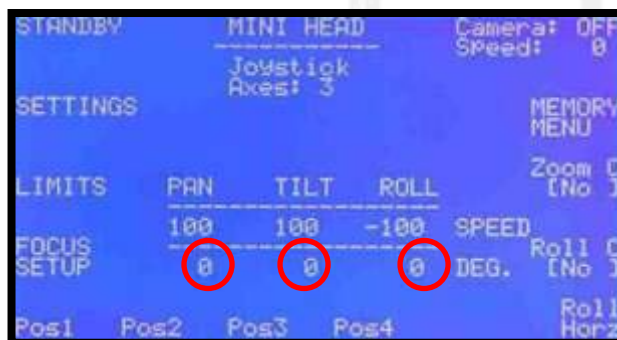 STANDBY MINI HEAD Camera: OFF
Speed: 0
Joystick
Axes: 3
SETTINGS MEMORY
MENU
LIMITS PAN TILT ROLL Zoom
[No
100 100 -100 SPEED
FOCUS
SETUP 0 0 0 DEG. Roll
[No
Pos1 Pos2 Pos3 Pos4 Roll
Horz